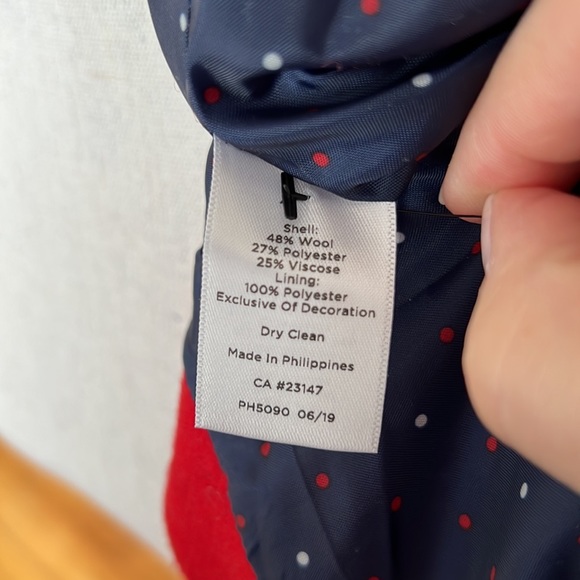 Shell:
48% Wool
27% Polyester
25% Viscose
Lining:
100% Polyester
Exclusive Of Decoration
Dry Clean
Made In Philippines
CA #23147
PH5090 06/19